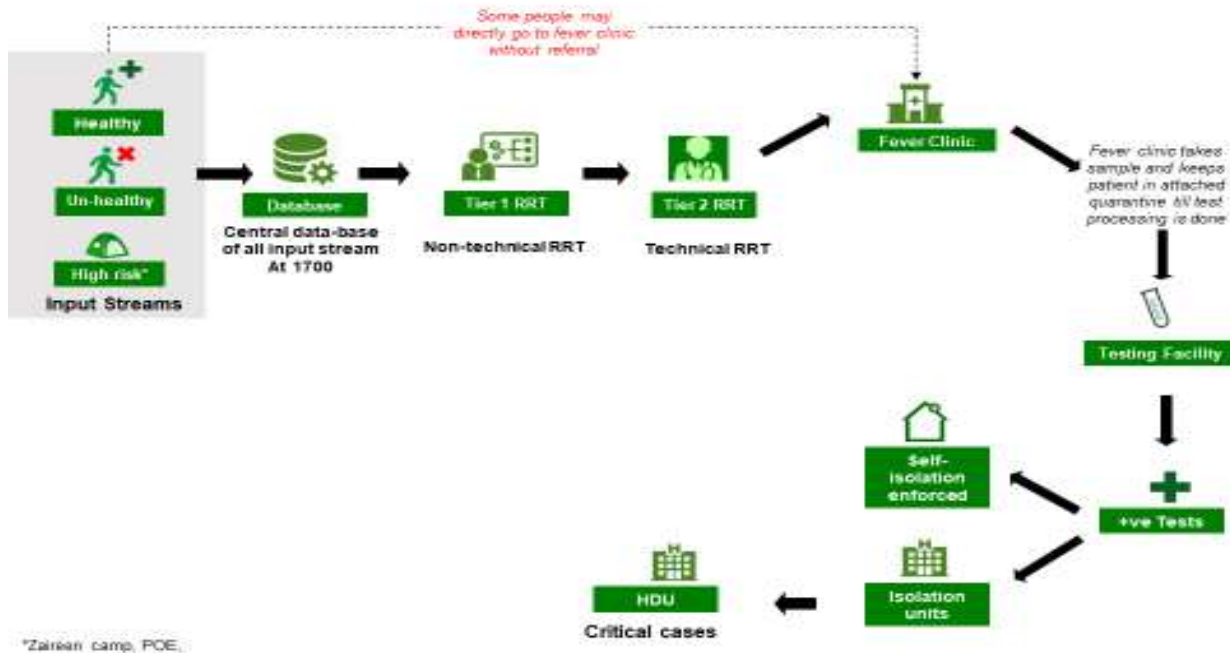 Some people may
directly go to fever clinic
without referral
Healthy
Un-healthy
High risk*
Input Streams
Database
Central data-base
of all input stream
At 1700
Tier 1 RRT
Non-technical RRT
Tier 2 RRT
Technical RRT
Fever Clinic
Fever clinic takes
sample and keeps
patient in attached
quarantine till test
processing is done
Testing Facility
+ve Tests
Self-
isolation
enforced
Isolation
units
HDU
Critical cases
*Zaireen camp, POE,